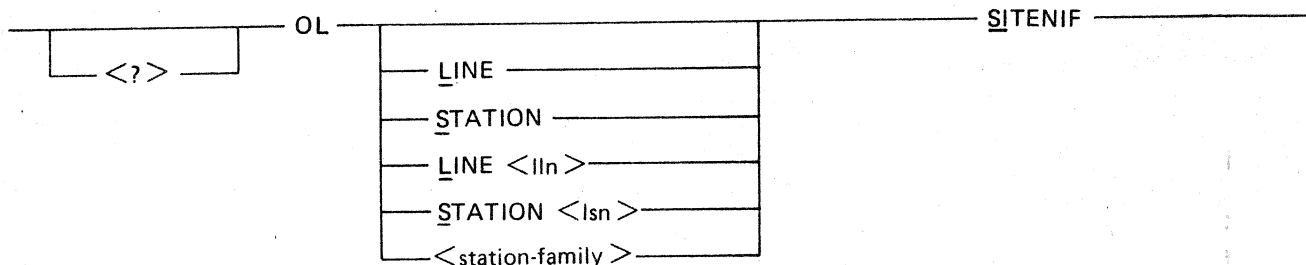 OL SITENIF
<?>
LINE
STATION
LINE <lln>
STATION <lsn>
<station-family>